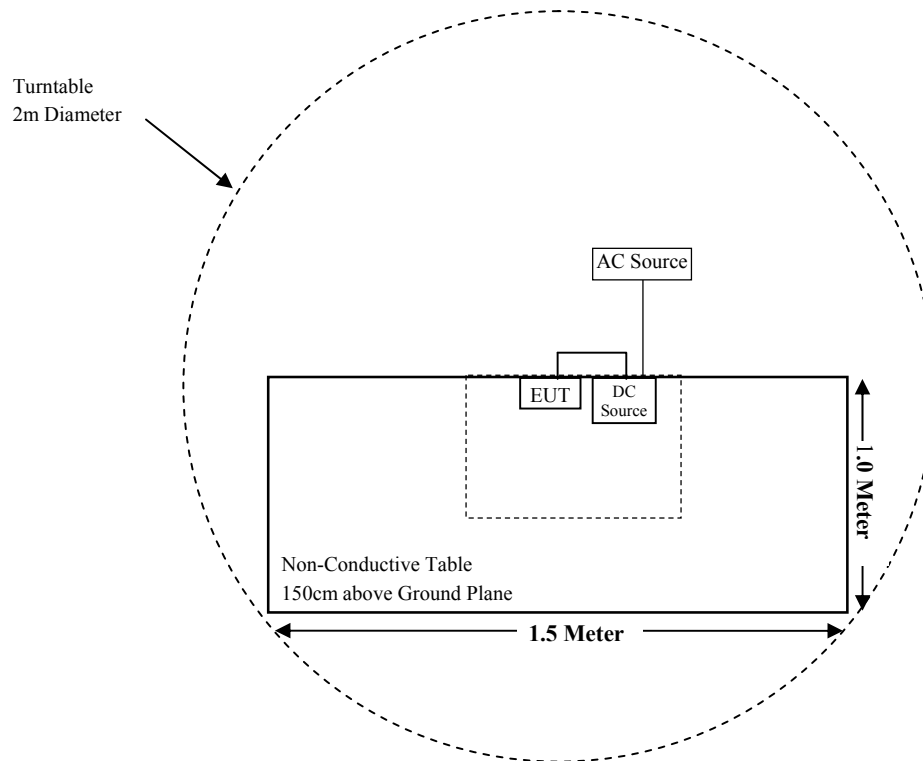 Turntable
2m Diameter
AC Source
EUT
DC
Source
1.0 Meter
Non-Conductive Table
150cm above Ground Plane
1.5 Meter